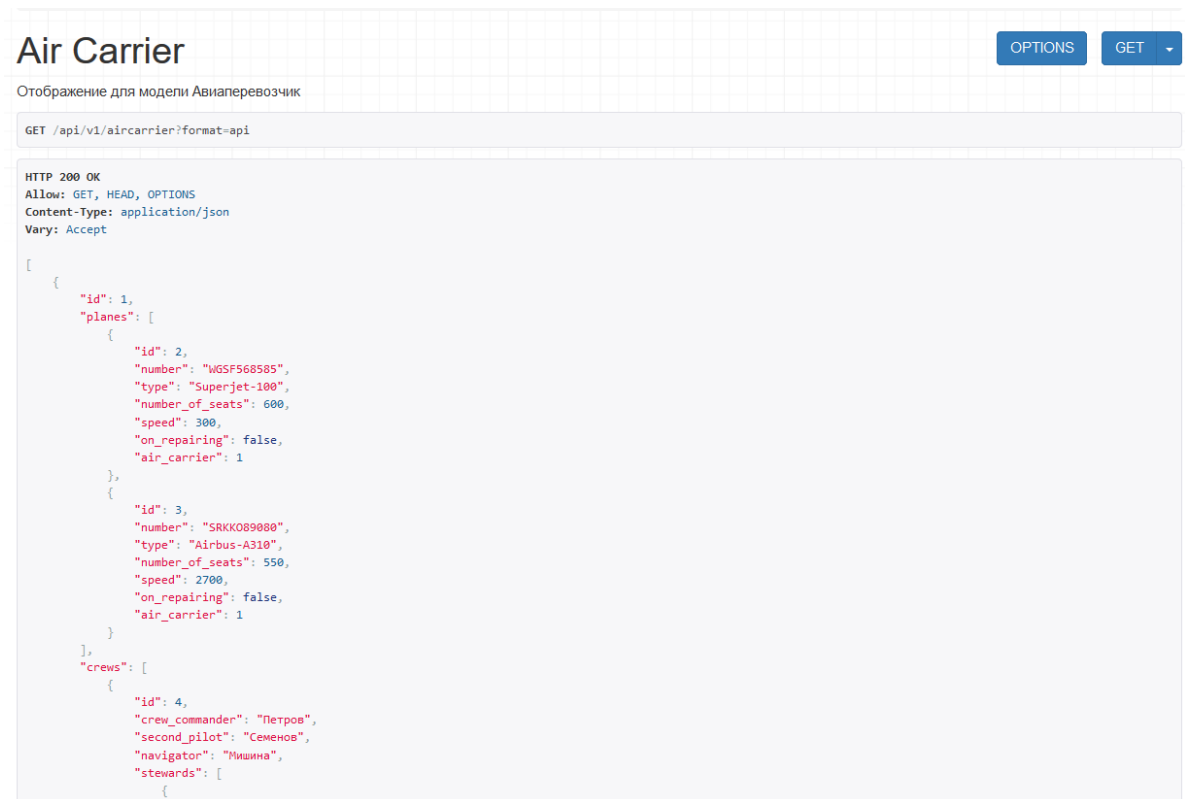 Air Carrier
OPTIONS
GET
Отображение для модели Авиаперевозчик
GET /api/v1/aircarrier?format=api
HTTP 200 OK
Allow: GET, HEAD, OPTIONS
Content-Type: application/json
Vary: Accept
[
    {
        "id": 1,
        "planes": [
            {
                "id": 2,
                "number": "WGSF568585",
                "type": "Superjet-100",
                "number_of_seats": 600,
                "speed": 300,
                "on_repairing": false,
                "air_carrier": 1
            },
            {
                "id": 3,
                "number": "SRKKO89080",
                "type": "Airbus-A310",
                "number_of_seats": 550,
                "speed": 2700,
                "on_repairing": false,
                "air_carrier": 1
            }
        ],
        "crews": [
            {
                "id": 4,
                "crew_commander": "Петров",
                "second_pilot": "Семенов",
                "navigator": "Мишина",
                "stewards": [
                    {